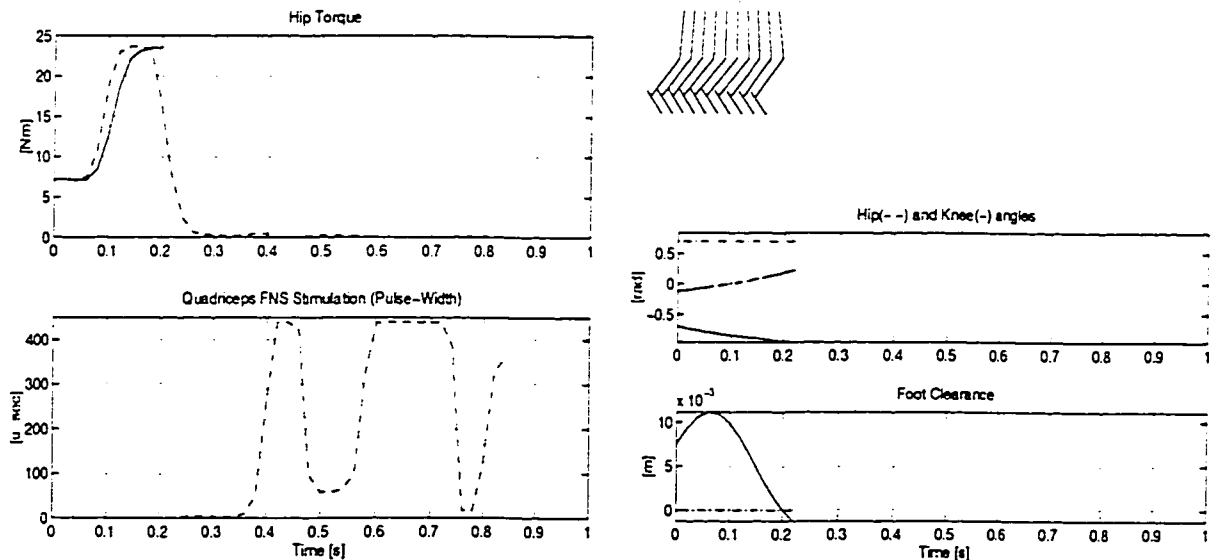 Hip Torque
25
20
15
10
5
0
[Nm]
0 0.1 0.2 0.3 0.4 0.5 0.6 0.7 0.8 0.9 1
Quadriceps FNS Stimulation (Pulse-Width)
400
300
200
100
0
0 0.1 0.2 0.3 0.4 0.5 0.6 0.7 0.8 0.9 1
Time [s]
Hip(- -) and Knee(-) angles
0.5
0
-0.5
[rad]
0 0.1 0.2 0.3 0.4 0.5 0.6 0.7 0.8 0.9 1
Foot Clearance
x 10⁻³
10
5
0
[m]
0 0.1 0.2 0.3 0.4 0.5 0.6 0.7 0.8 0.9 1
Time [s]